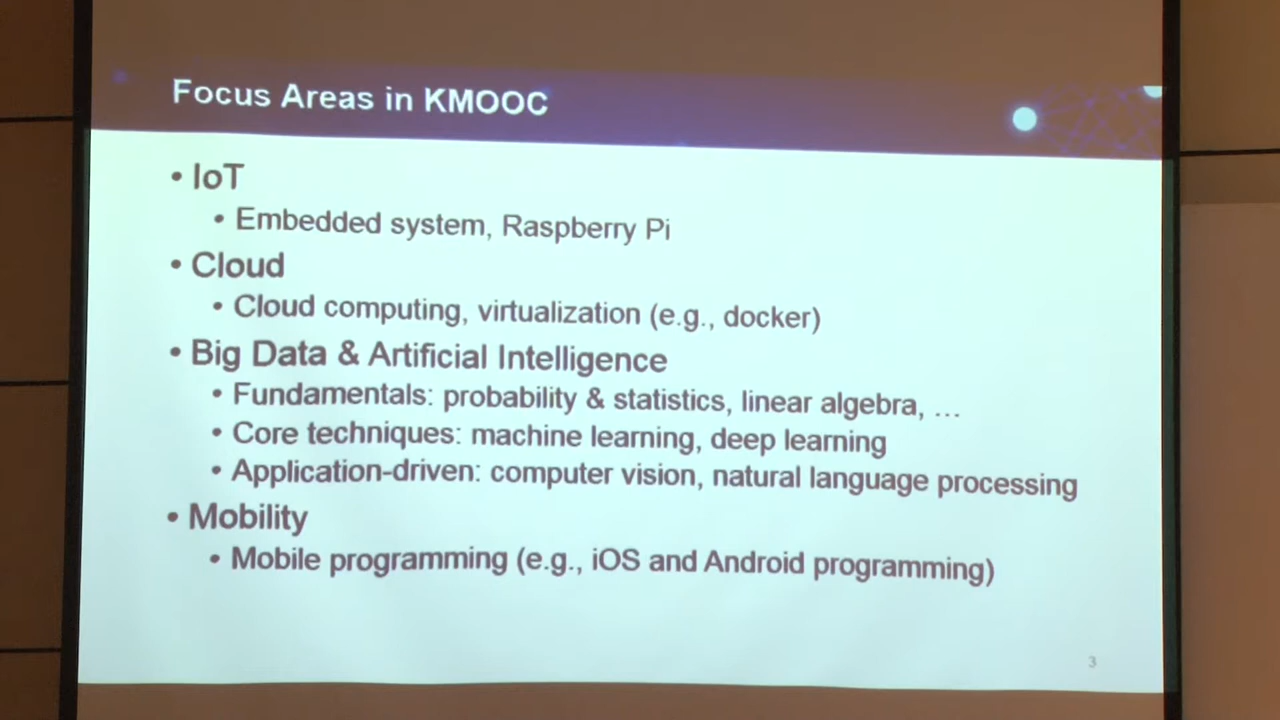 Focus Areas in KMOOC
• IoT
• Embedded system, Raspberry Pi
• Cloud
• Cloud computing, virtualization (e.g., docker)
• Big Data & Artificial Intelligence
• Fundamentals: probability & statistics, linear algebra, …
• Core techniques: machine learning, deep learning
• Application-driven: computer vision, natural language processing
• Mobility
• Mobile programming (e.g., iOS and Android programming)
3